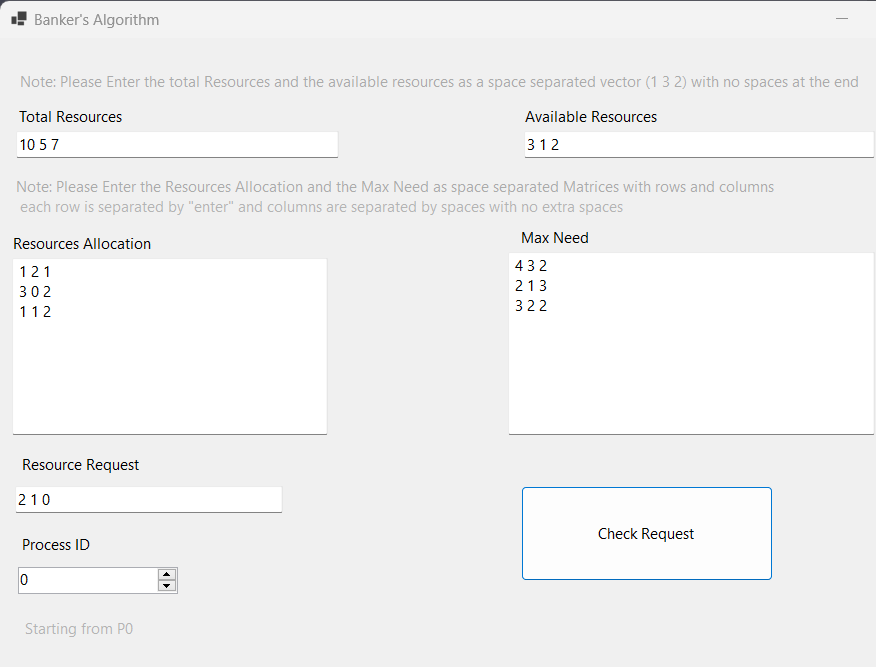 Banker's Algorithm
Note: Please Enter the total Resources and the available resources as a space separated vector (1 3 2) with no spaces at the end
Total Resources
Available Resources
10 5 7
3 1 2
Note: Please Enter the Resources Allocation and the Max Need as space separated Matrices with rows and columns
each row is separated by "enter" and columns are separated by spaces with no extra spaces
Resources Allocation
Max Need
1 2 1
3 0 2
1 1 2
4 3 2
2 1 3
3 2 2
Resource Request
2 1 0
Check Request
Process ID
0
Starting from P0